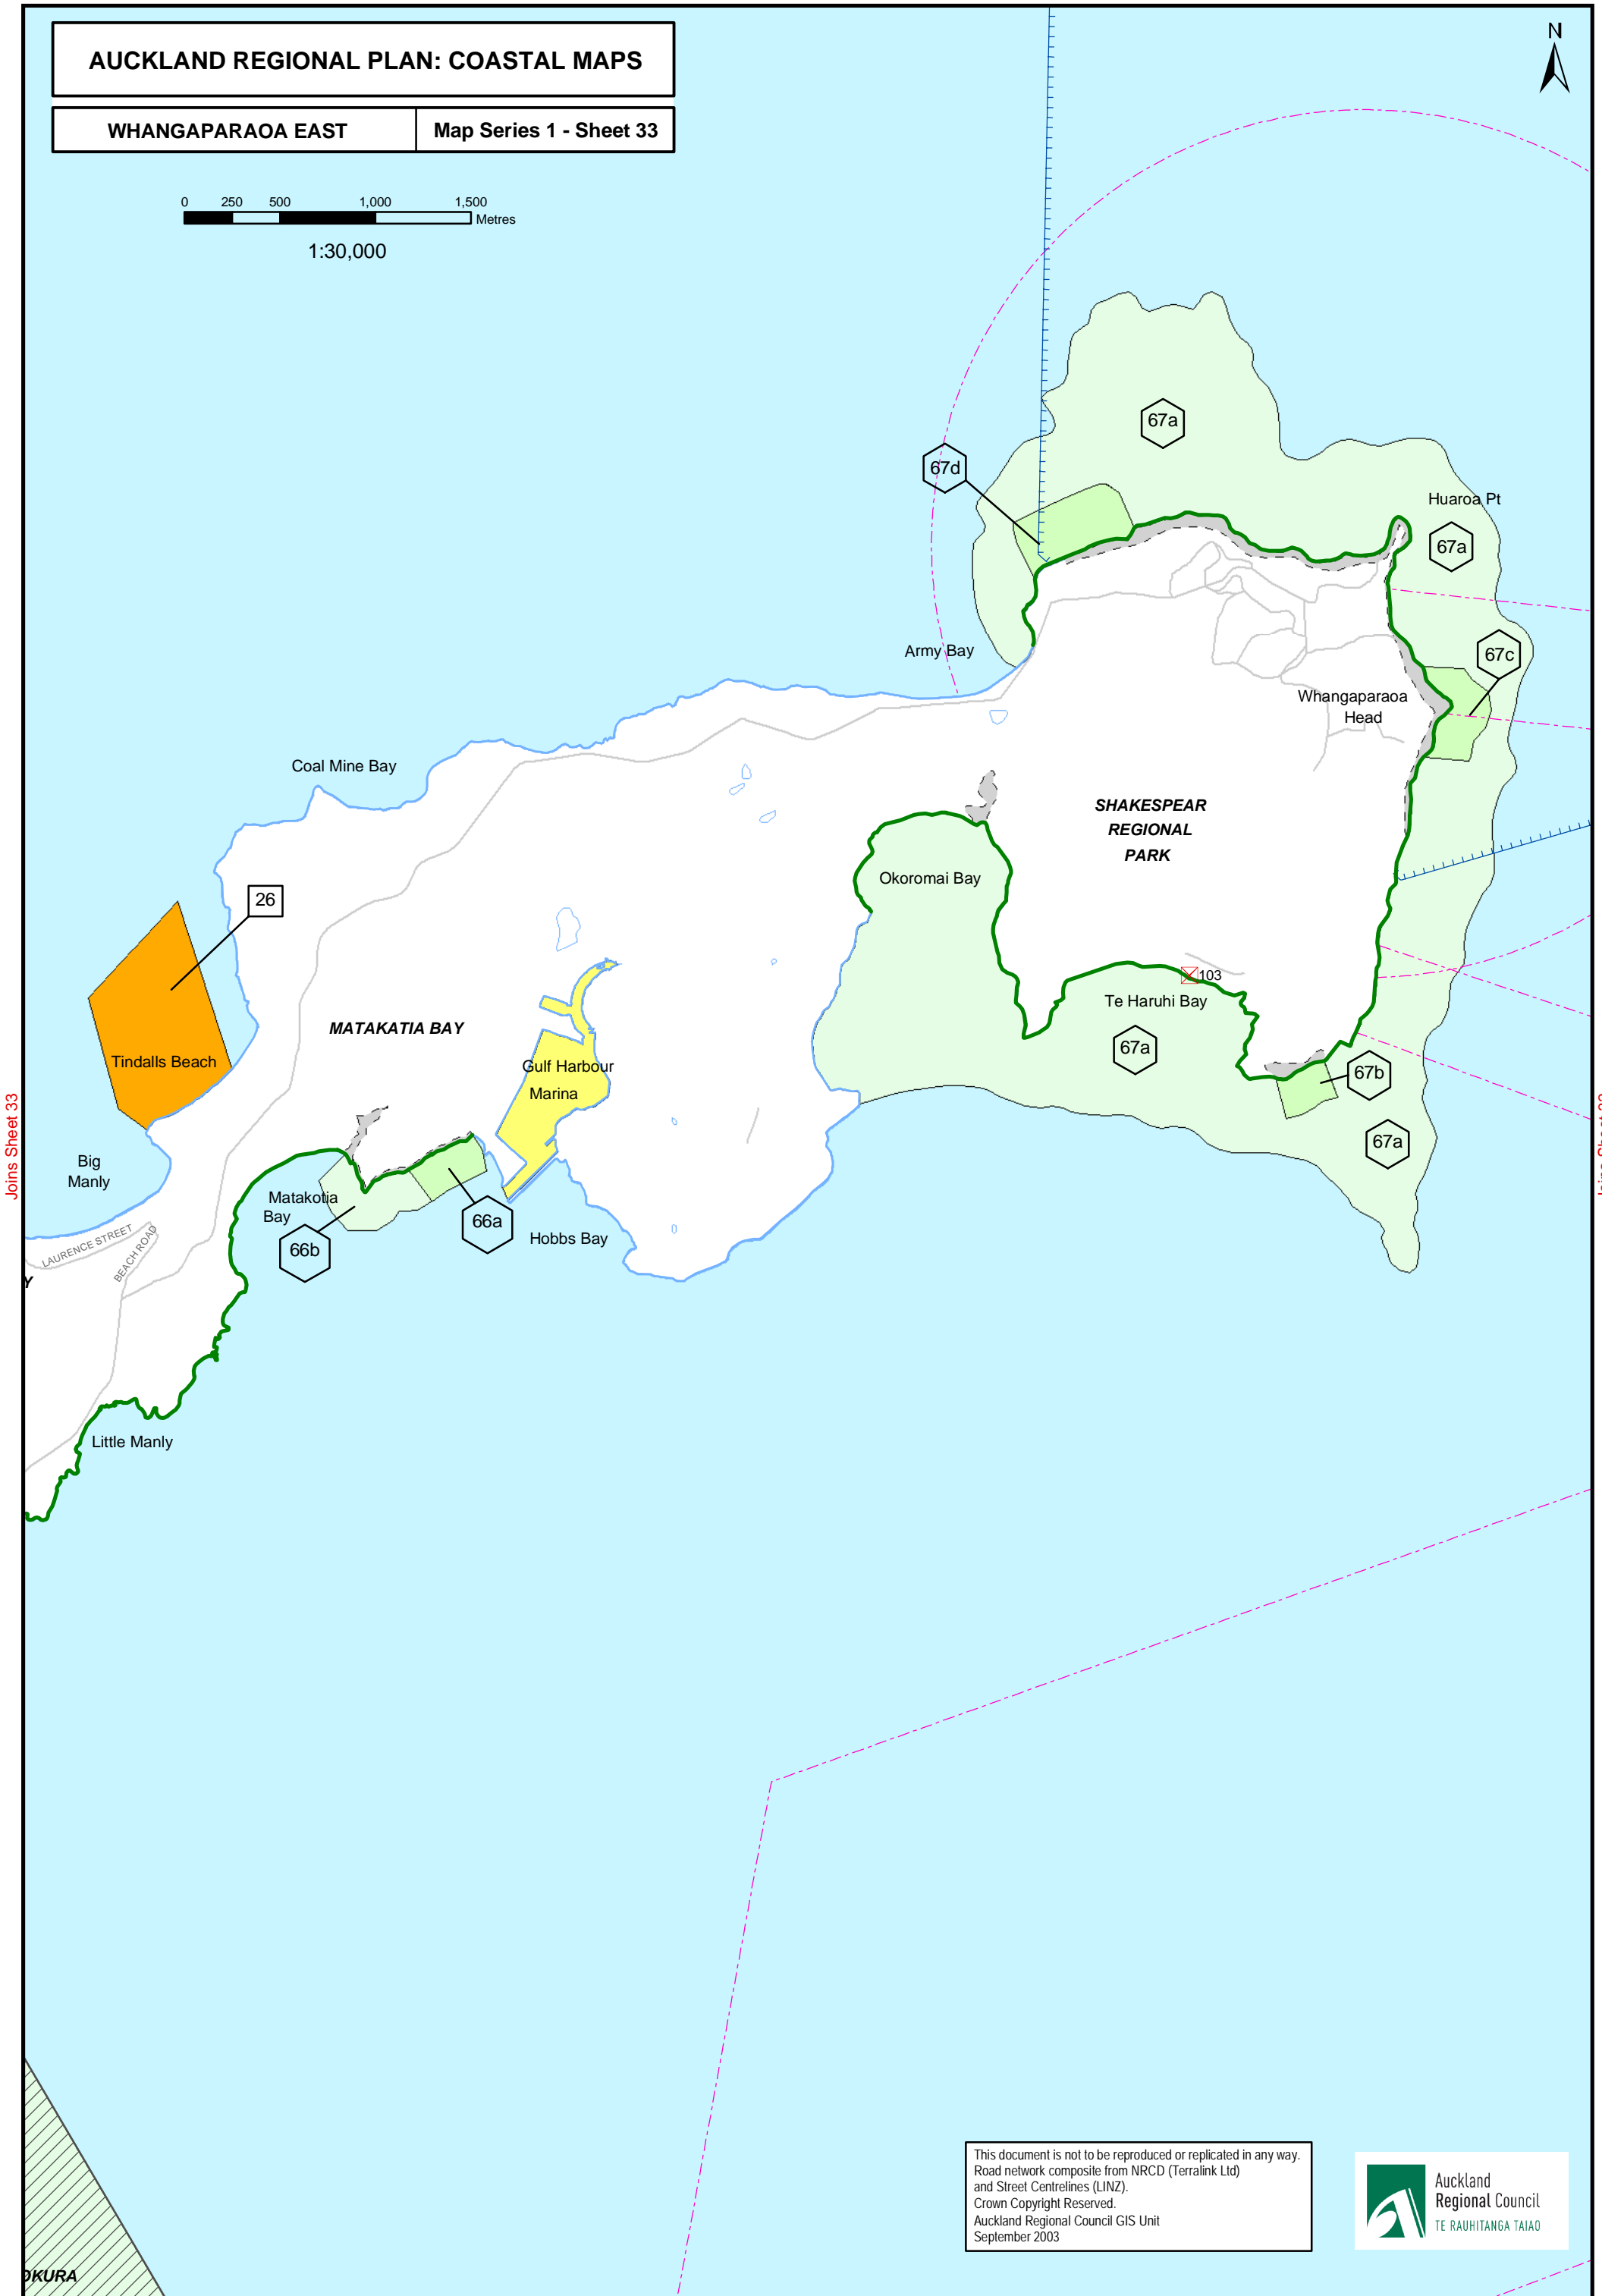 AUCKLAND REGIONAL PLAN: COASTAL MAPS
WHANGAPARAOA EAST
Map Series 1 - Sheet 33
N
0 250 500 1,000 1,500
Metres
1:30,000
67a
67d
Huaroa Pt
67a
Army Bay
67c
Whangaparaoa
Head
Coal Mine Bay
SHAKESPEAR
REGIONAL
PARK
Okoromai Bay
26
103
Te Haruhi Bay
MATAKATIA BAY
67a
Tindalls Beach
Gulf Harbour
Marina
67b
Joins Sheet 33
67a
Big
Manly
Matakotia
Bay
66a
66b
Hobbs Bay
LAURENCE STREET
BEACH ROAD
Y
Little Manly
This document is not to be reproduced or replicated in any way.
Road network composite from NRCD (Terralink Ltd)
and Street Centrelines (LINZ).
Crown Copyright Reserved.
Auckland Regional Council GIS Unit
September 2003
Auckland
Regional Council
TE RAUHITANGA TAIAO
OKURA